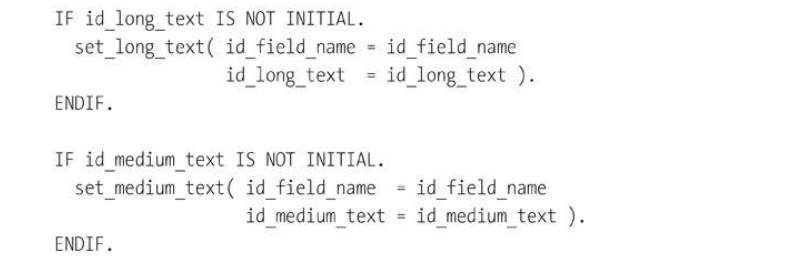 IF id_long_text IS NOT INITIAL.
  set_long_text( id_field_name = id_field_name
                 id_long_text  = id_long_text ).
ENDIF.

IF id_medium_text IS NOT INITIAL.
  set_medium_text( id_field_name  = id_field_name
                   id_medium_text = id_medium_text ).
ENDIF.